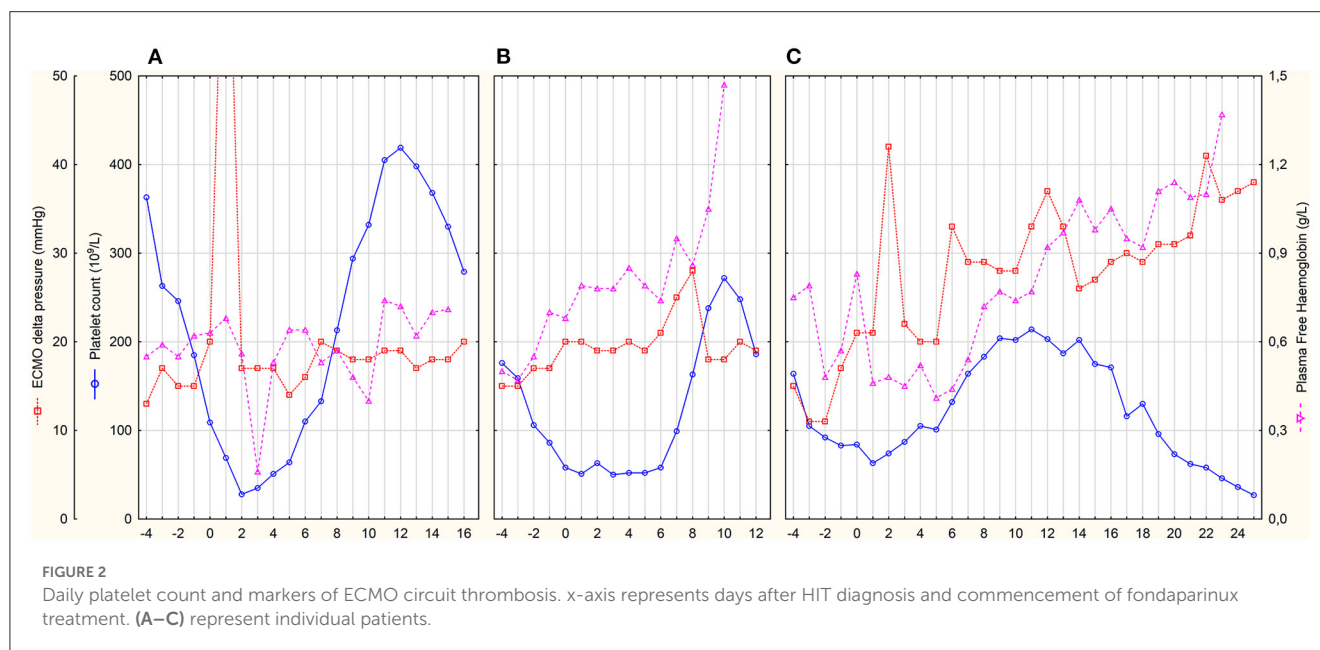 A B C
50 500 1,5
40 400 1,2
30 300 0,9
20 200 0,6
10 100 0,3
0 0 0,0
ECMO delta pressure (mmHg)
Platelet count (10⁹/L)
Plasma Free Haemoglobin (g/L)
-4 -2 0 2 4 6 8 10 12 14 16 -4 -2 0 2 4 6 8 10 12 -4 -2 0 2 4 6 8 10 12 14 16 18 20 22 24
FIGURE 2
Daily platelet count and markers of ECMO circuit thrombosis. x-axis represents days after HIT diagnosis and commencement of fondaparinux
treatment. (A–C) represent individual patients.